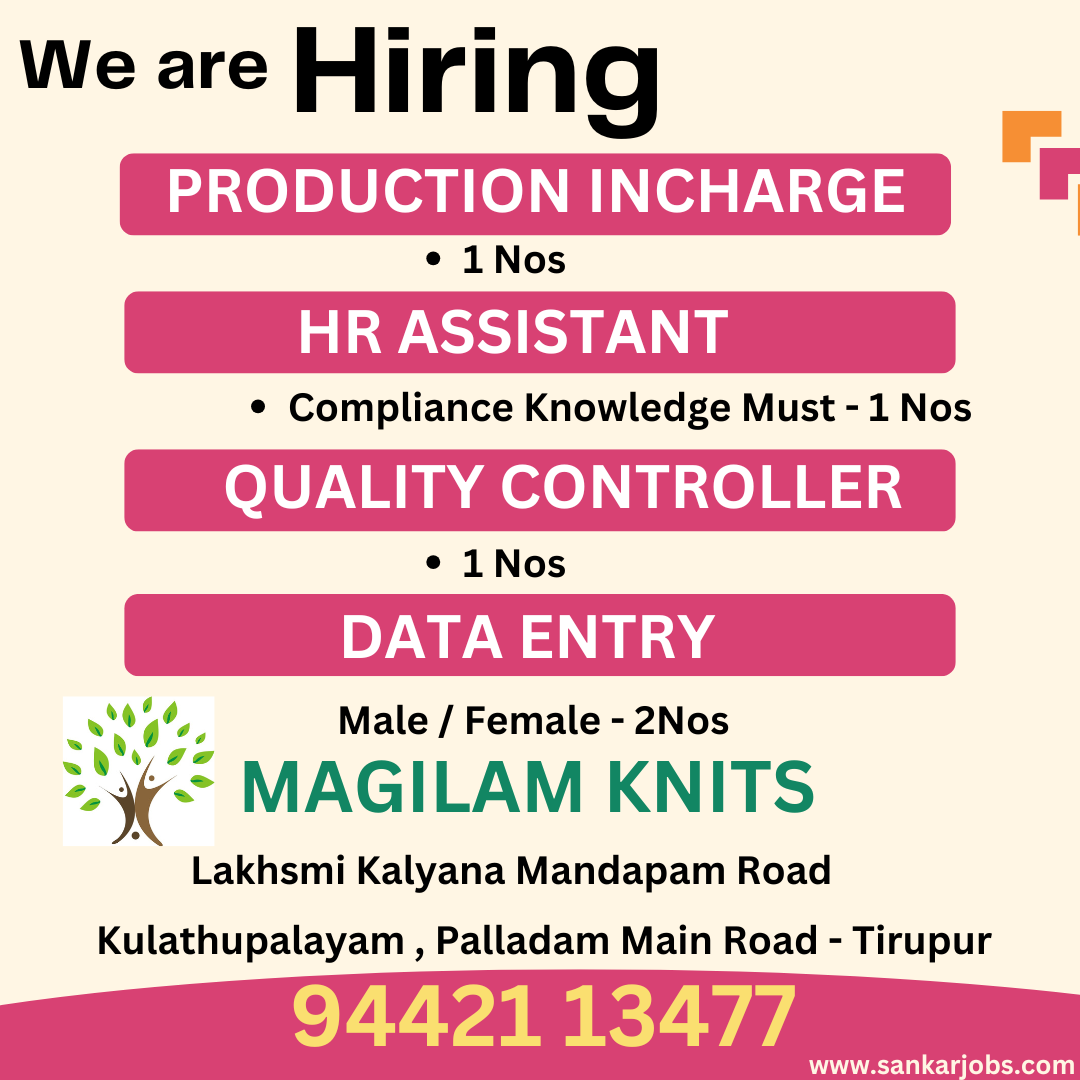 We are Hiring
PRODUCTION INCHARGE
• 1 Nos
HR ASSISTANT
• Compliance Knowledge Must - 1 Nos
QUALITY CONTROLLER
• 1 Nos
DATA ENTRY
Male / Female - 2Nos
MAGILAM KNITS
Lakhsmi Kalyana Mandapam Road
Kulathupalayam , Palladam Main Road - Tirupur
94421 13477
www.sankarjobs.com